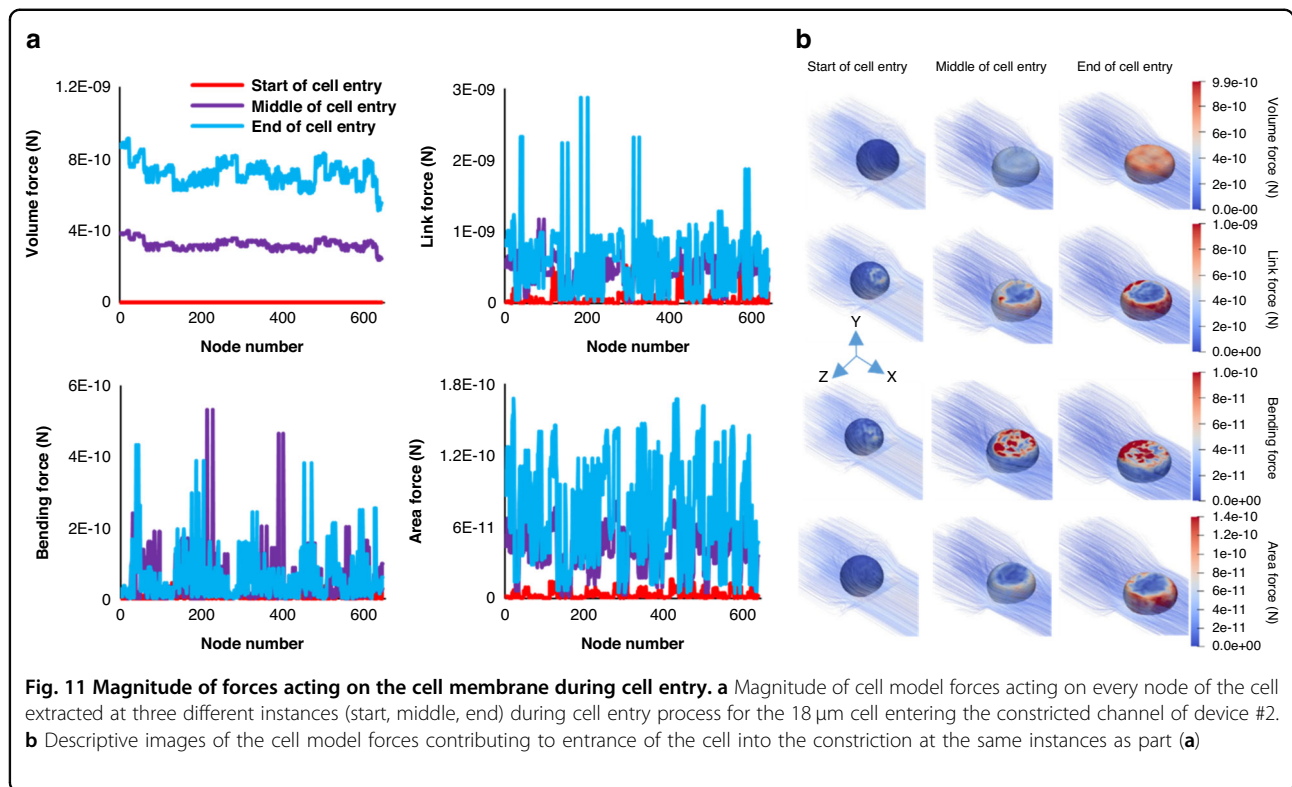 a
1.2E-09
8E-10
4E-10
0
Volume force (N)
Start of cell entry
Middle of cell entry
End of cell entry
0 200 400 600
Node number
3E-09
2E-09
1E-09
0
Link force (N)
0 200 400 600
Node number
6E-10
4E-10
2E-10
0
Bending force (N)
0 200 400 600
Node number
1.8E-10
1.2E-10
6E-11
0
Area force (N)
0 200 400 600
Node number
b
Start of cell entry Middle of cell entry End of cell entry
9.9e-10
8e-10
6e-10
4e-10
2e-10
0.0e-00
Volume force (N)
1.0e-09
8e-10
6e-10
4e-10
2e-10
0.0e+00
Link force (N)
Y
Z X
1.0e-10
8e-11
6e-11
4e-11
2e-11
0.0e+00
Bending force
1.4e-10
1e-10
8e-11
6e-11
4e-11
2e-11
0.0e+00
Area force (N)
Fig. 11 Magnitude of forces acting on the cell membrane during cell entry. a Magnitude of cell model forces acting on every node of the cell
extracted at three different instances (start, middle, end) during cell entry process for the 18 μm cell entering the constricted channel of device #2.
b Descriptive images of the cell model forces contributing to entrance of the cell into the constriction at the same instances as part (a)